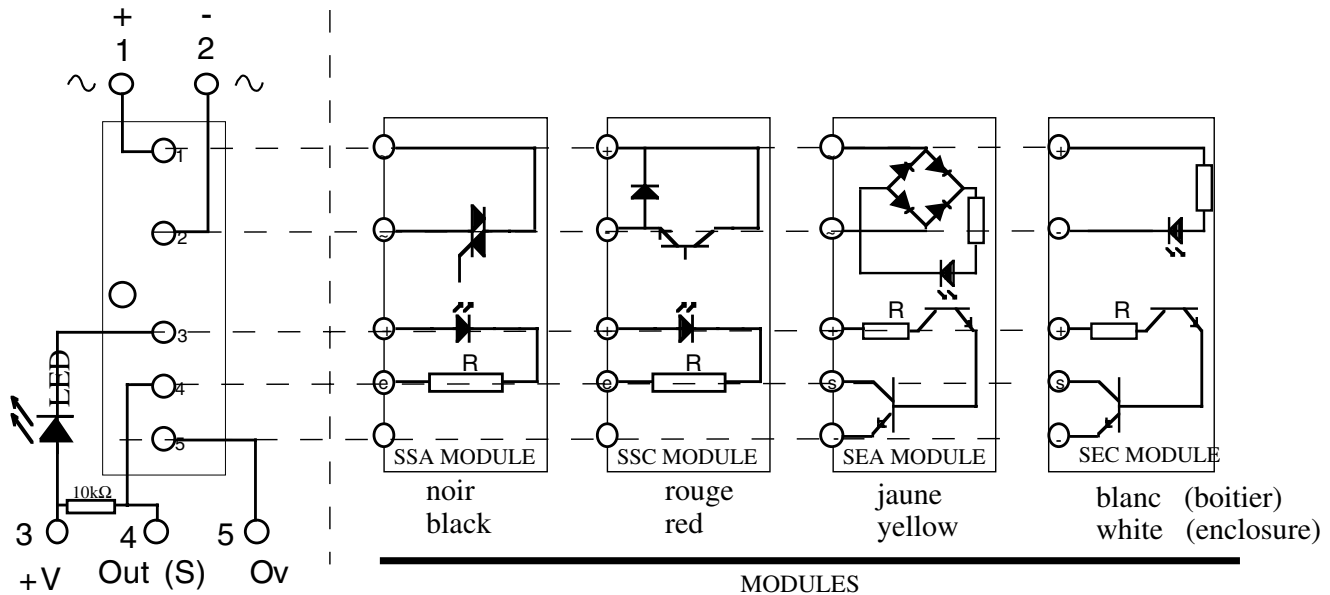 + -
1 2
~ ~
1
2
3
4
5
LED
10kΩ
3 4 5
+V Out (S) Ov
~
~
+
R
e
SSA MODULE
noir
black
+
-
+
R
e
SSC MODULE
rouge
red
~
~
+
R
s
-
SEA MODULE
jaune
yellow
+
-
+
R
s
-
SEC MODULE
blanc (boitier)
white (enclosure)
MODULES